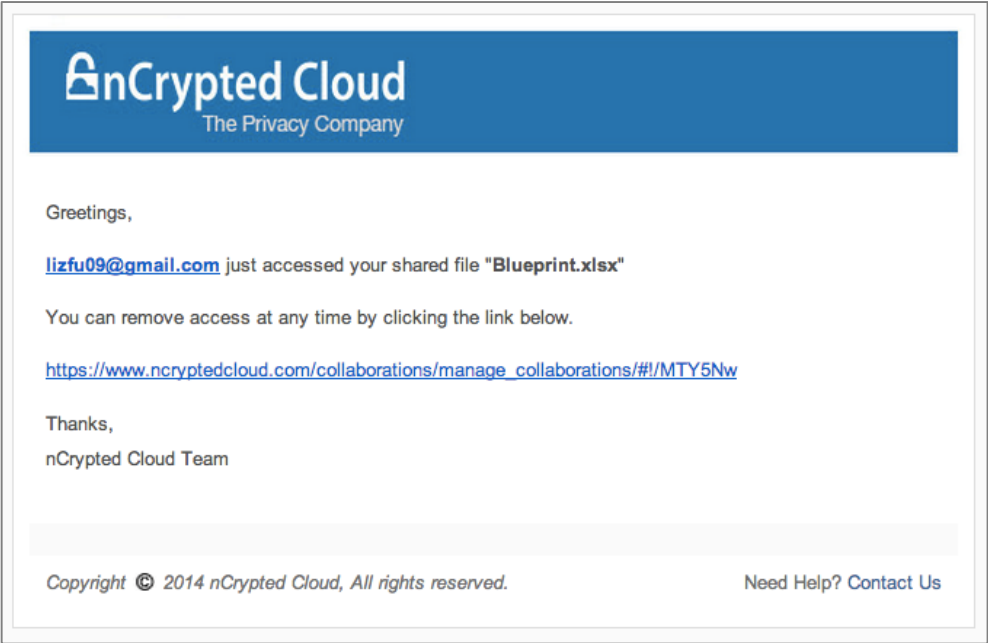 nCrypted Cloud
The Privacy Company
Greetings,
lizfu09@gmail.com just accessed your shared file "Blueprint.xlsx"
You can remove access at any time by clicking the link below.
https://www.ncryptedcloud.com/collaborations/manage_collaborations/#!/MTY5Nw
Thanks,
nCrypted Cloud Team
Copyright © 2014 nCrypted Cloud, All rights reserved.
Need Help? Contact Us